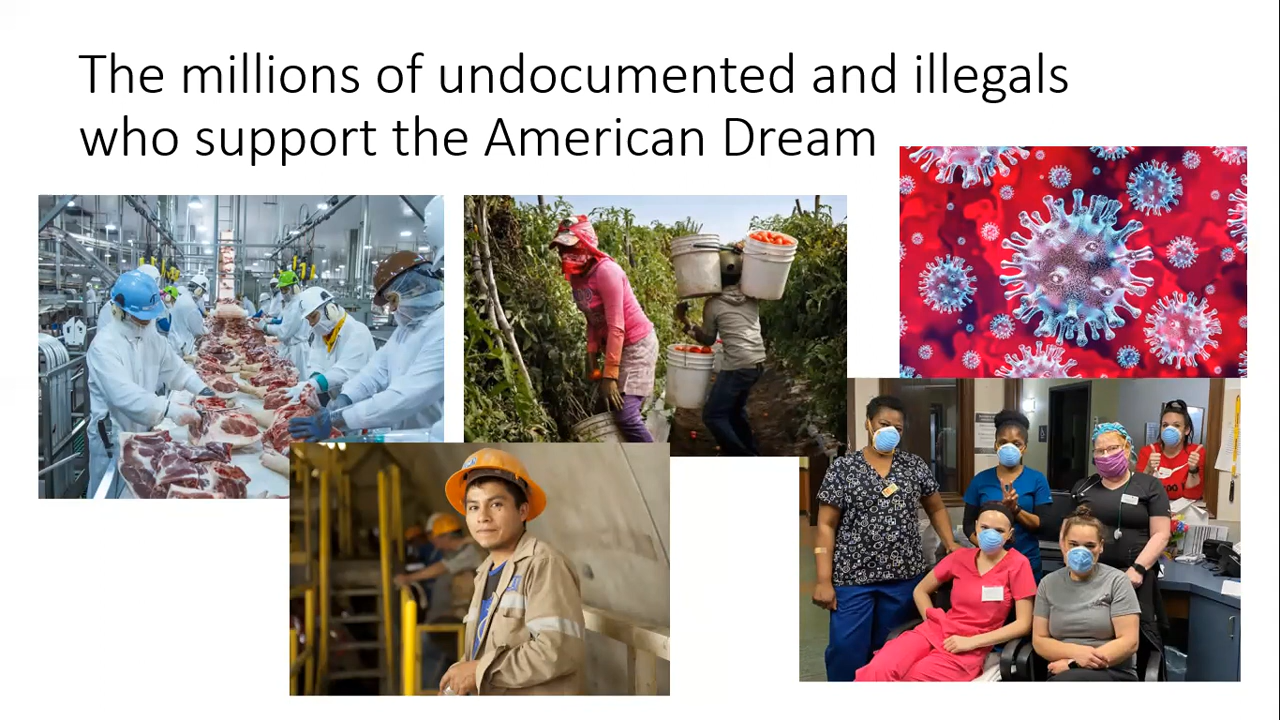 The millions of undocumented and illegals
who support the American Dream